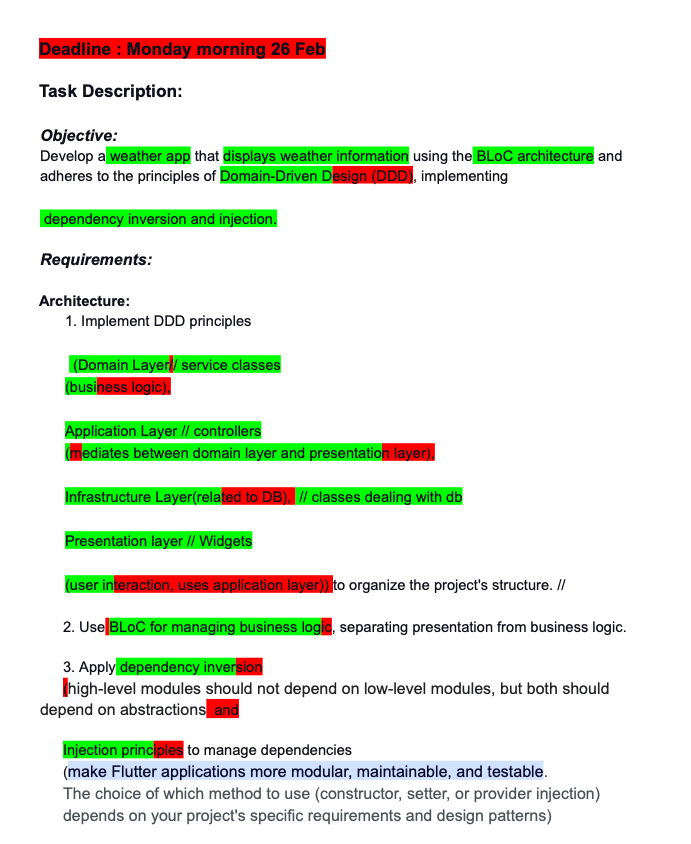 Deadline : Monday morning 26 Feb
Task Description:
Objective:
Develop a weather app that displays weather information using the BLoC architecture and
adheres to the principles of Domain-Driven Design (DDD), implementing
dependency inversion and injection.
Requirements:
Architecture:
1. Implement DDD principles
(Domain Layer// service classes
(business logic),
Application Layer // controllers
(mediates between domain layer and presentation layer),
Infrastructure Layer(related to DB), // classes dealing with db
Presentation layer // Widgets
(user interaction, uses application layer)) to organize the project's structure. //
2. Use BLoC for managing business logic, separating presentation from business logic.
3. Apply dependency inversion
(high-level modules should not depend on low-level modules, but both should
depend on abstractions and
Injection principles to manage dependencies
(make Flutter applications more modular, maintainable, and testable.
The choice of which method to use (constructor, setter, or provider injection)
depends on your project's specific requirements and design patterns)